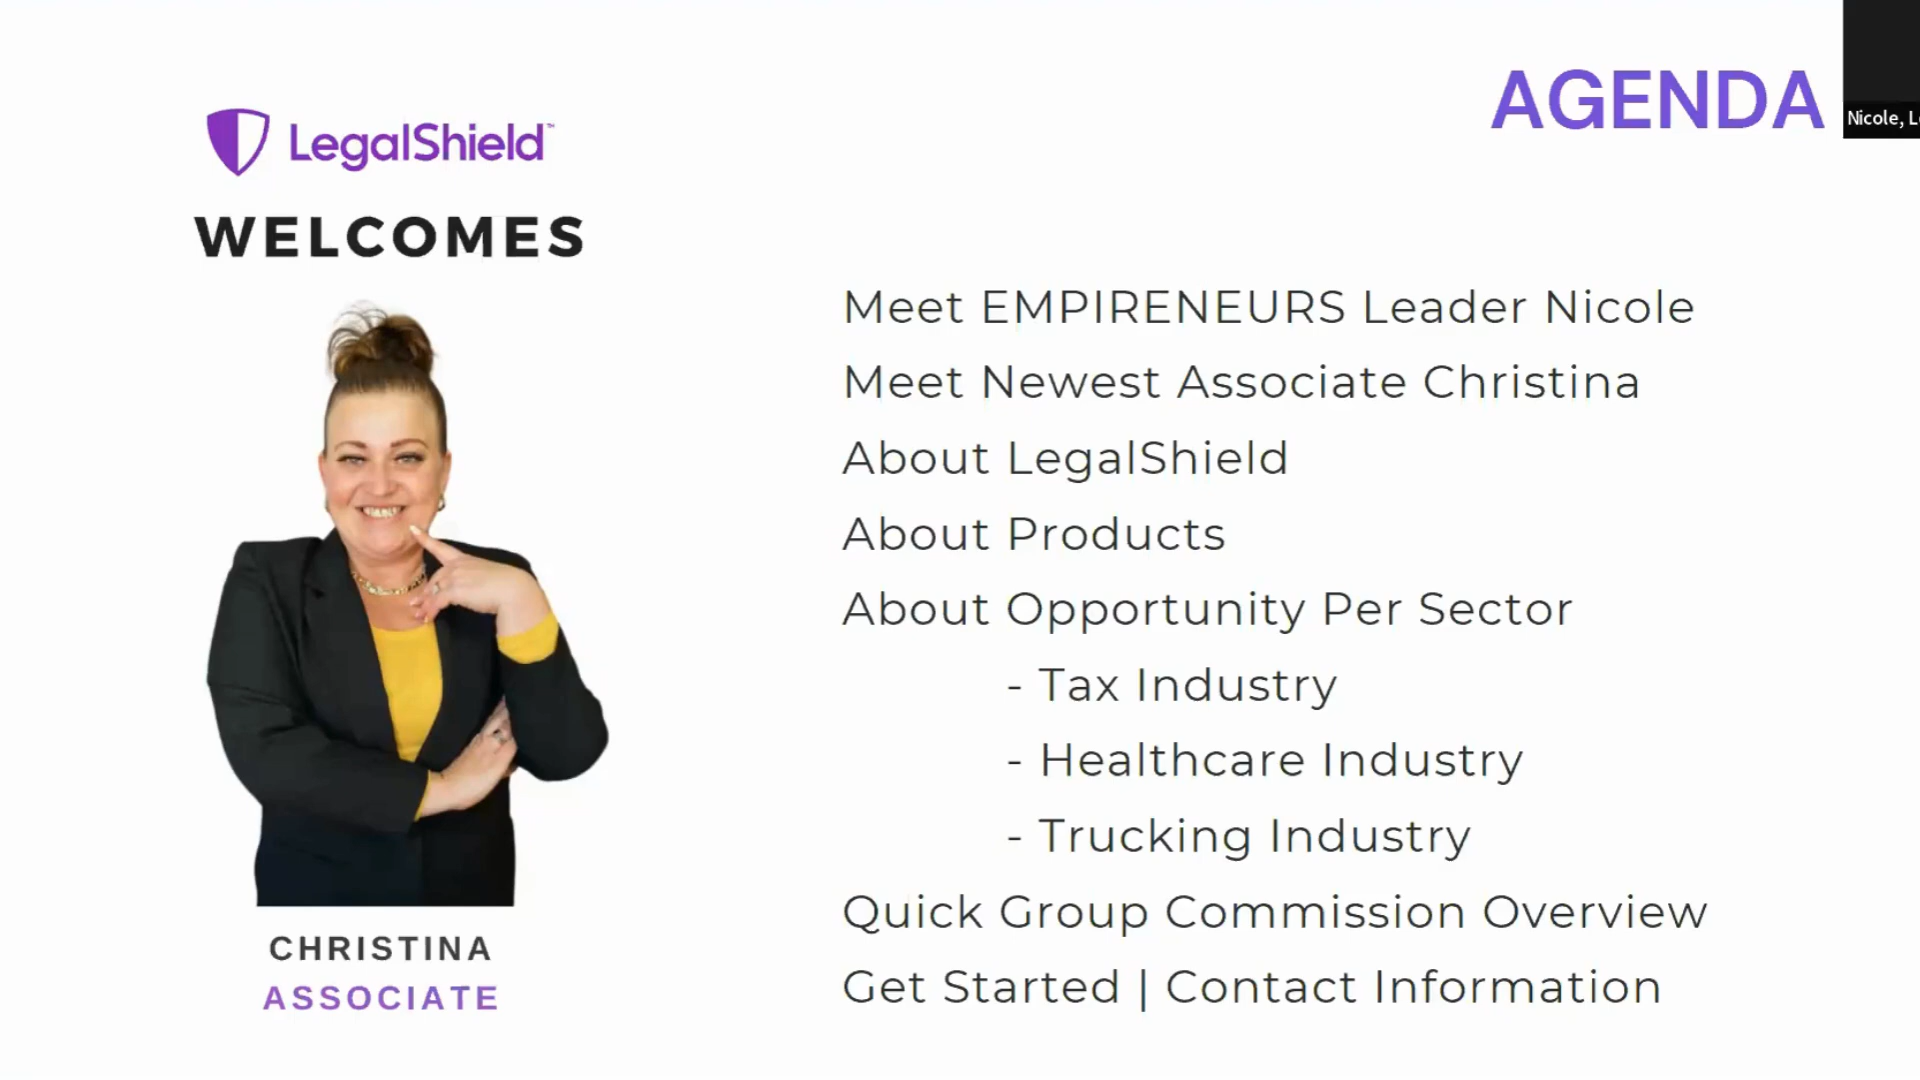 LegalShield™
WELCOMES
CHRISTINA
ASSOCIATE
AGENDA
Meet EMPIRENEURS Leader Nicole
Meet Newest Associate Christina
About LegalShield
About Products
About Opportunity Per Sector
- Tax Industry
- Healthcare Industry
- Trucking Industry
Quick Group Commission Overview
Get Started | Contact Information
Nicole,